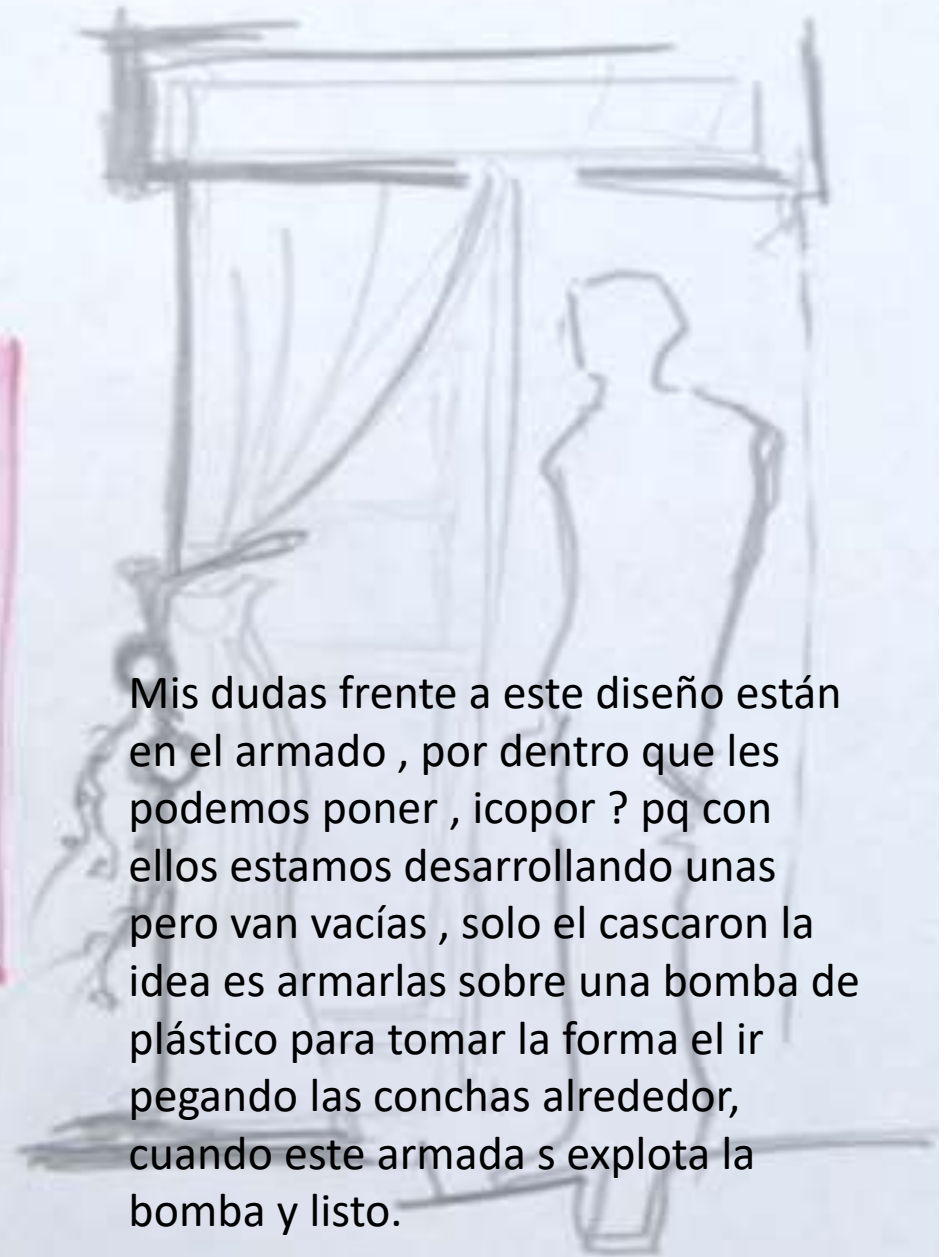 Mis dudas frente a este diseño están
en el armado , por dentro que les
podemos poner , icopor ? pq con
ellos estamos desarrollando unas
pero van vacías , solo el cascaron la
idea es armarlas sobre una bomba de
plástico para tomar la forma el ir
pegando las conchas alrededor,
cuando este armada s explota la
bomba y listo.